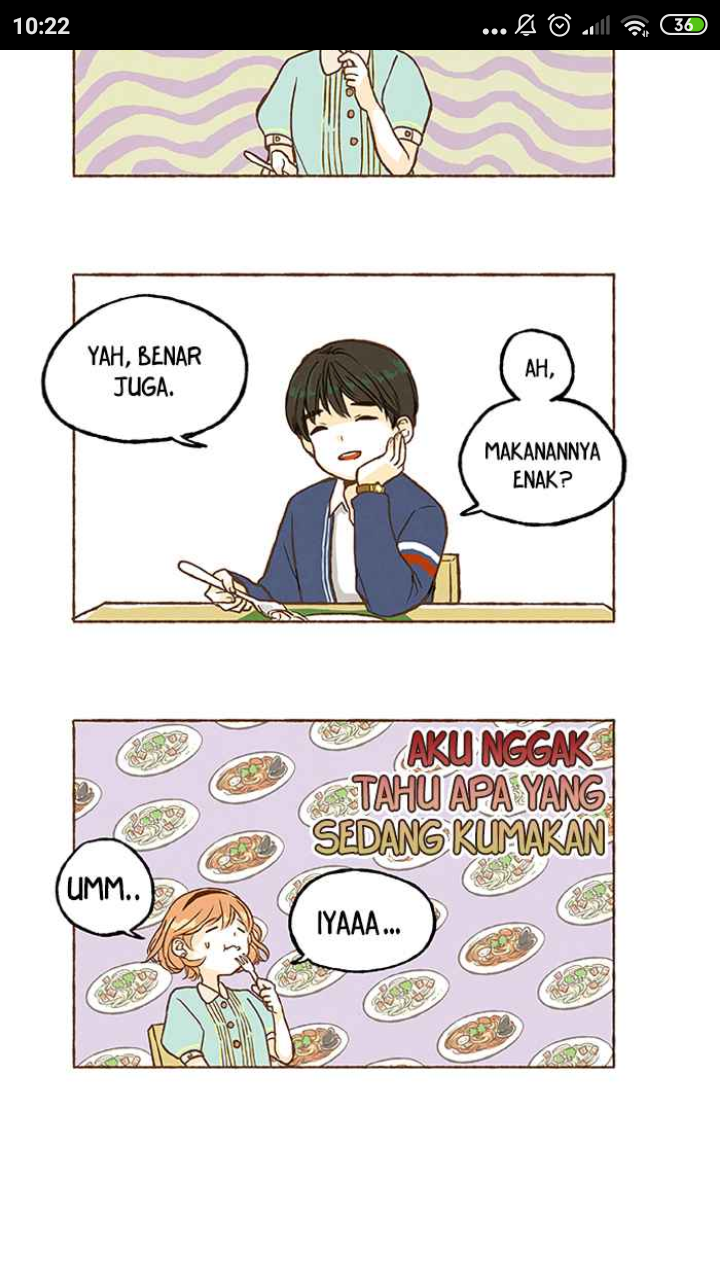 10:22
36
YAH, BENAR
JUGA.
AH,
MAKANANNYA
ENAK?
AKU NGGAK
TAHU APA YANG
SEDANG KUMAKAN
UMM..
IYAAA...